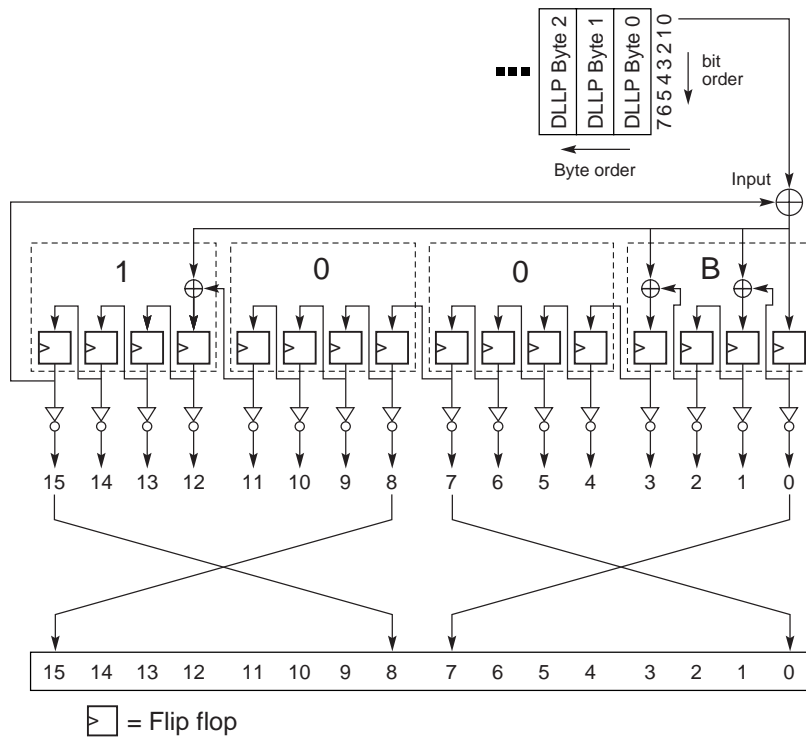 DLLP Byte 2
DLLP Byte 1
DLLP Byte 0
76543210
bit
order
Byte order
Input
1 0 0 B
> > > > > > > > > > > > > > > >
15 14 13 12 11 10 9 8 7 6 5 4 3 2 1 0
15 14 13 12 11 10 9 8 7 6 5 4 3 2 1 0
> = Flip flop